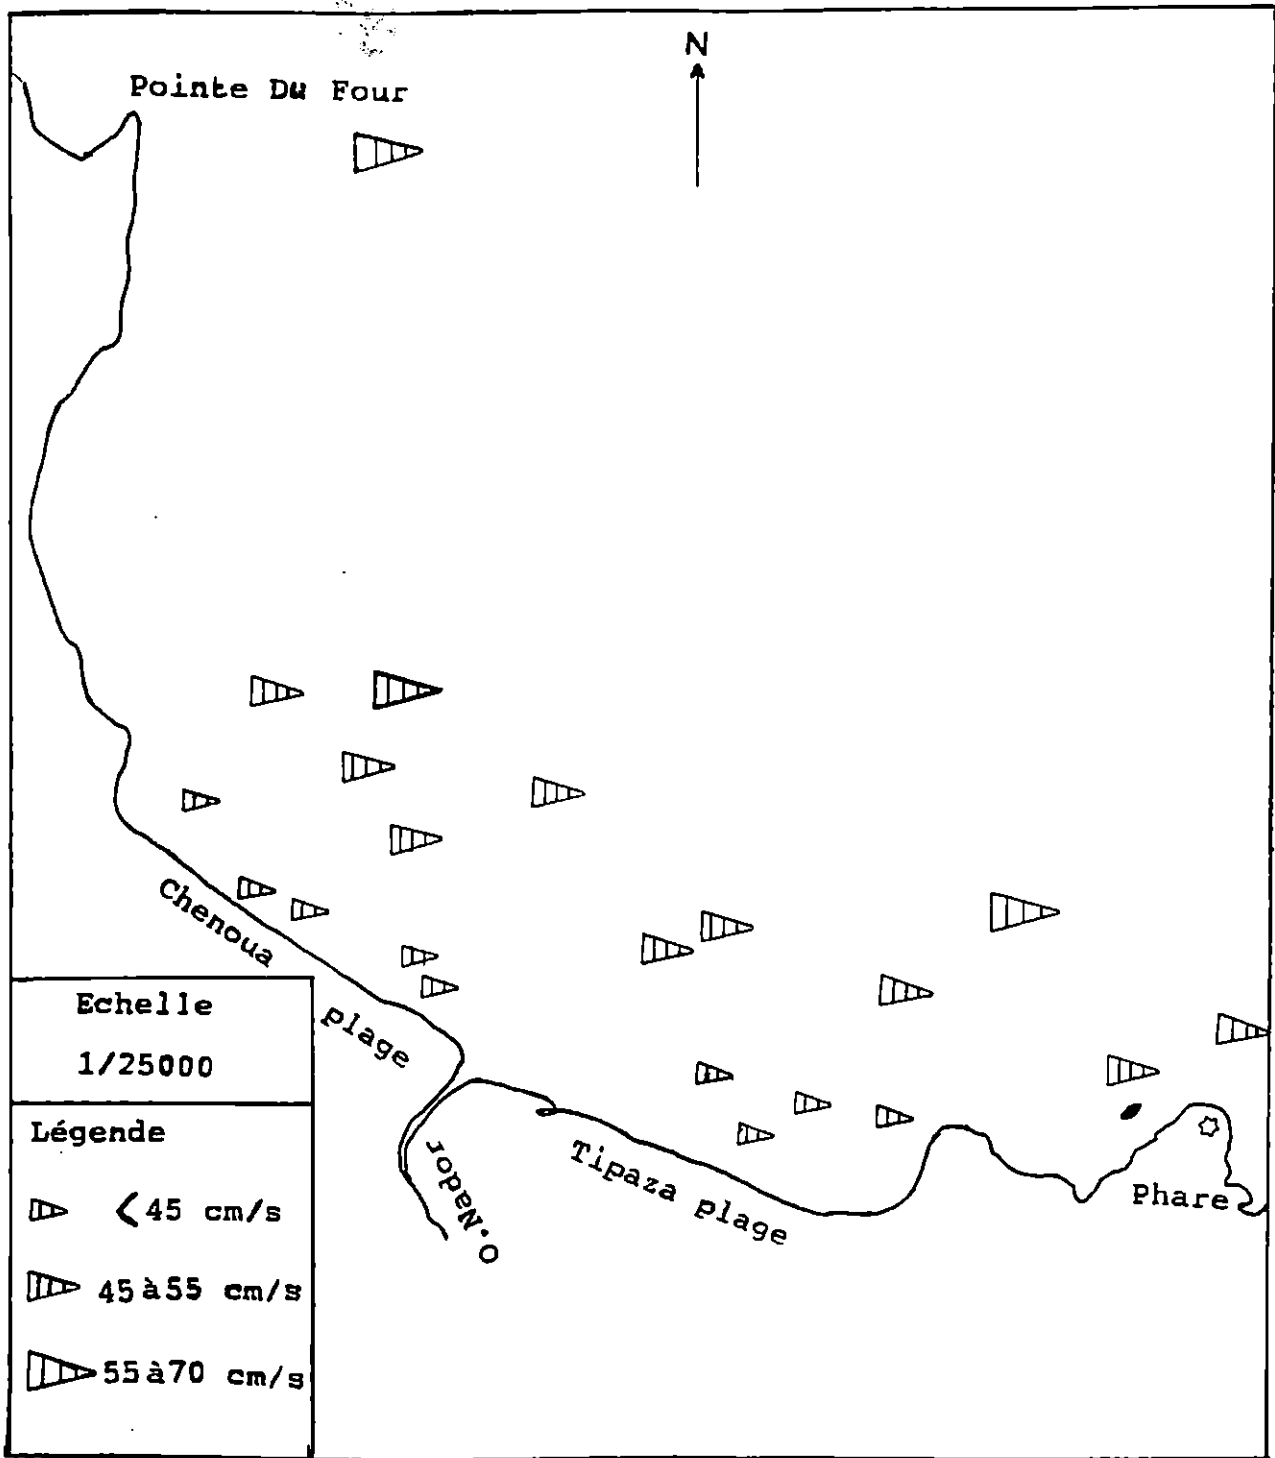 N
Pointe Du Four
Chenoua
plage
Echelle
1/25000
Légende
<45 cm/s
45à55 cm/s
55à70 cm/s
O.Nador
Tipaza plage
Phare